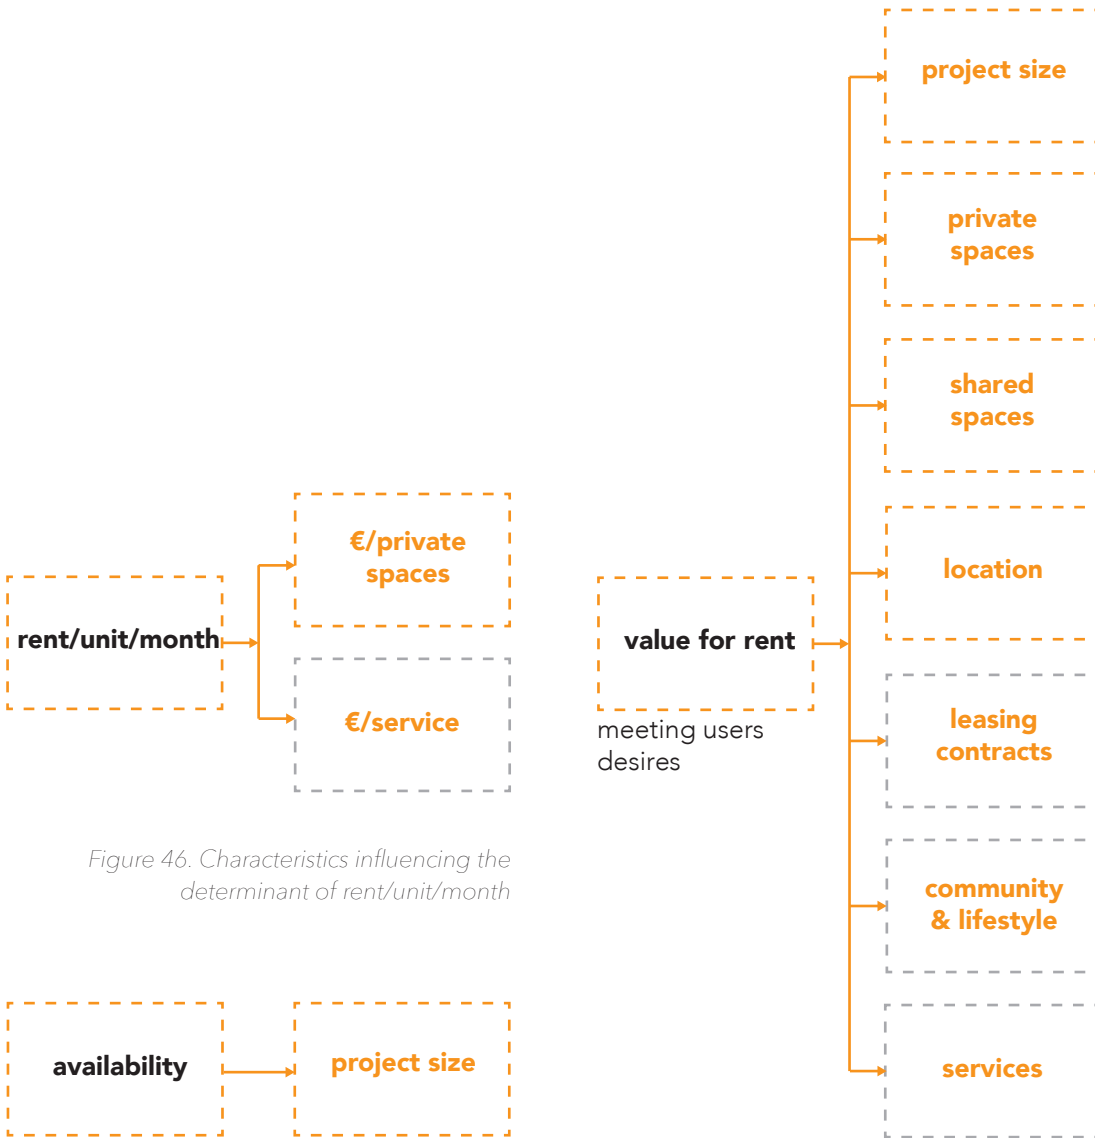 €/private
spaces
rent/unit/month
€/service
Figure 46. Characteristics influencing the
determinant of rent/unit/month
availability
project size
value for rent
meeting users
desires
project size
private
spaces
shared
spaces
location
leasing
contracts
community
& lifestyle
services